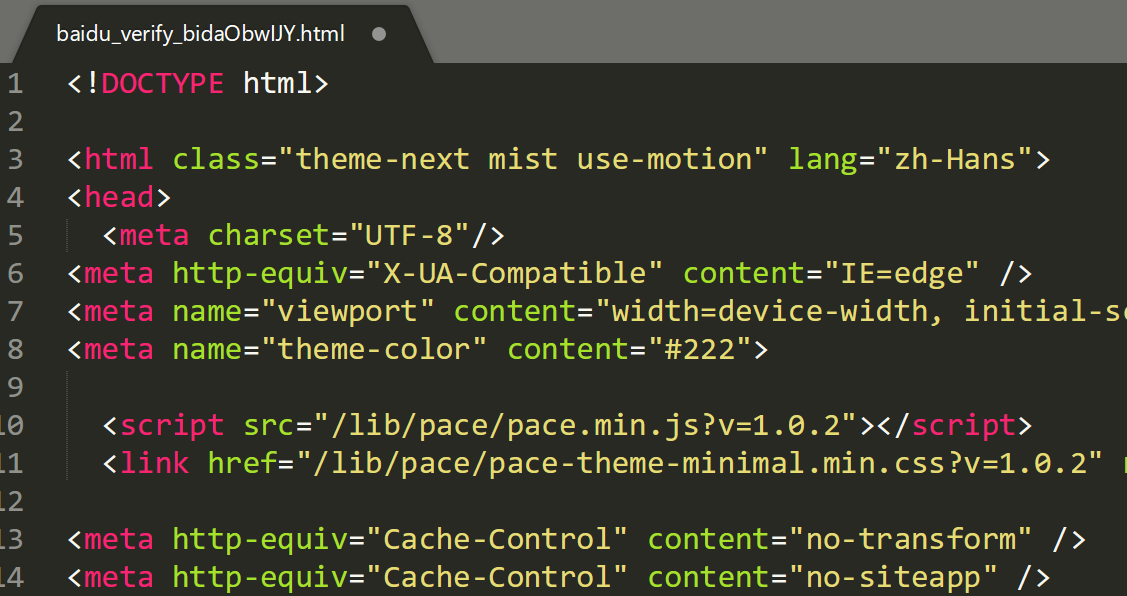 baidu_verify_bidaObwIJY.html
1 <!DOCTYPE html>
2
3 <html class="theme-next mist use-motion" lang="zh-Hans">
4 <head>
5 <meta charset="UTF-8"/>
6 <meta http-equiv="X-UA-Compatible" content="IE=edge" />
7 <meta name="viewport" content="width=device-width, initial-sc
8 <meta name="theme-color" content="#222">
9
10 <script src="/lib/pace/pace.min.js?v=1.0.2"></script>
11 <link href="/lib/pace/pace-theme-minimal.min.css?v=1.0.2"
12
13 <meta http-equiv="Cache-Control" content="no-transform" />
14 <meta http-equiv="Cache-Control" content="no-siteapp" />